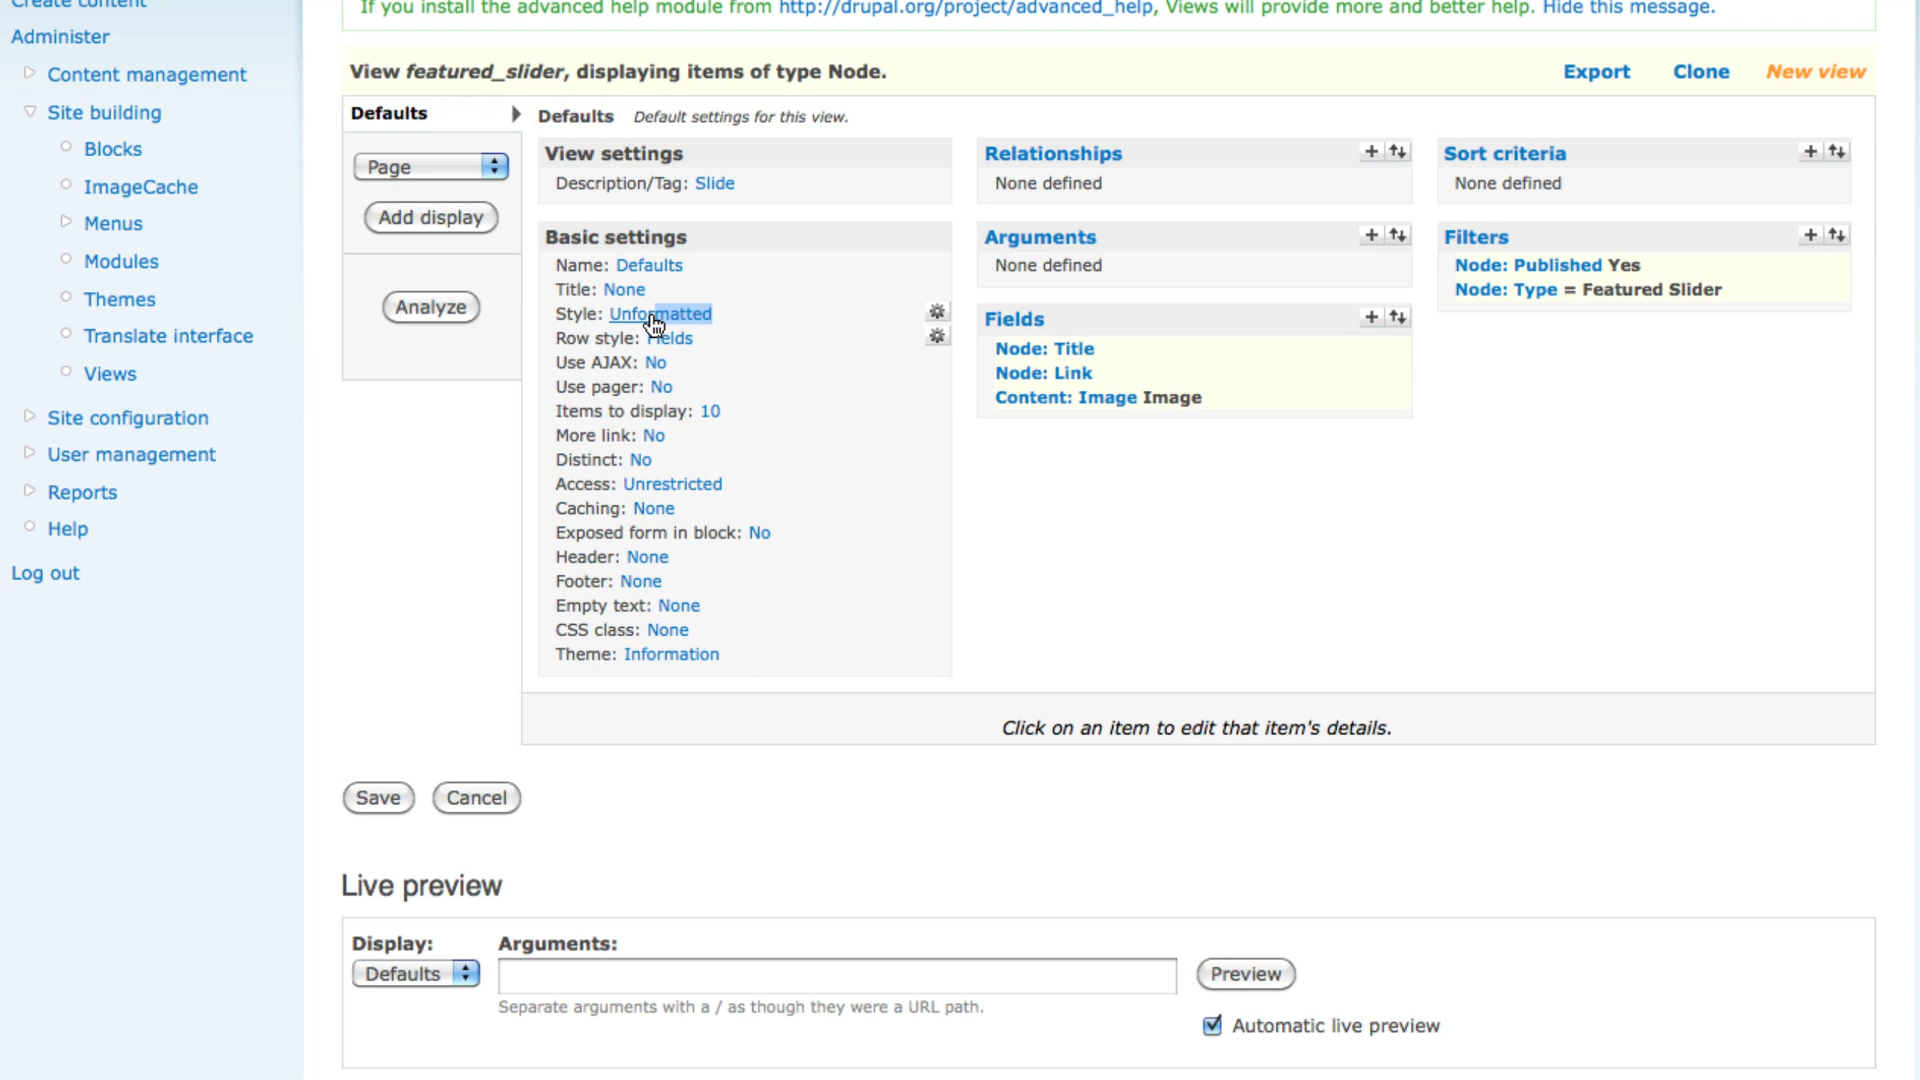 Create content
Administer
Content management
Site building
Blocks
ImageCache
Menus
Modules
Themes
Translate interface
Views
Site configuration
User management
Reports
Help
Log out
If you install the advanced help module from http://drupal.org/project/advanced_help, Views will provide more and better help. Hide this message.
View featured_slider, displaying items of type Node.
Export Clone New view
Defaults
Page
Add display
Analyze
Defaults Default settings for this view.
View settings
Description/Tag: Slide
Basic settings
Name: Defaults
Title: None
Style: Unformatted
Row style: Fields
Use AJAX: No
Use pager: No
Items to display: 10
More link: No
Distinct: No
Access: Unrestricted
Caching: None
Exposed form in block: No
Header: None
Footer: None
Empty text: None
CSS class: None
Theme: Information
Relationships
None defined
Arguments
None defined
Fields
Node: Title
Node: Link
Content: Image Image
Sort criteria
None defined
Filters
Node: Published Yes
Node: Type = Featured Slider
Click on an item to edit that item's details.
Save Cancel
Live preview
Display: Arguments:
Defaults
Preview
Separate arguments with a / as though they were a URL path.
Automatic live preview